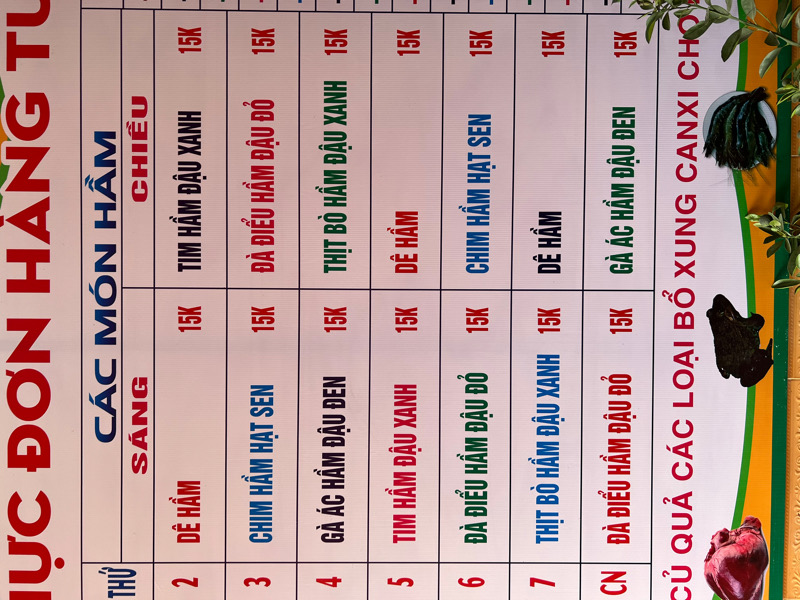 THỰC ĐƠN HÀNG TU
THỨ
CÁC MÓN HẦM
SÁNG CHIỀU
2 DÊ HẦM 15K TIM HẦM ĐẬU XANH 15K
3 CHIM HẦM HẠT SEN 15K ĐÀ ĐIỂU HẦM ĐẬU ĐỎ 15K
4 GÀ ÁC HẦM ĐẬU ĐEN 15K THỊT BÒ HẦM ĐẬU XANH 15K
5 TIM HẦM ĐẬU XANH 15K DÊ HẦM 15K
6 ĐÀ ĐIỂU HẦM ĐẬU ĐỎ 15K CHIM HẦM HẠT SEN 15K
7 THỊT BÒ HẦM ĐẬU XANH 15K DÊ HẦM 15K
CN ĐÀ ĐIỂU HẦM ĐẬU ĐỎ 15K GÀ ÁC HẦM ĐẬU ĐEN 15K
CỦ QUẢ CÁC LOẠI BỔ XUNG CANXI CHO